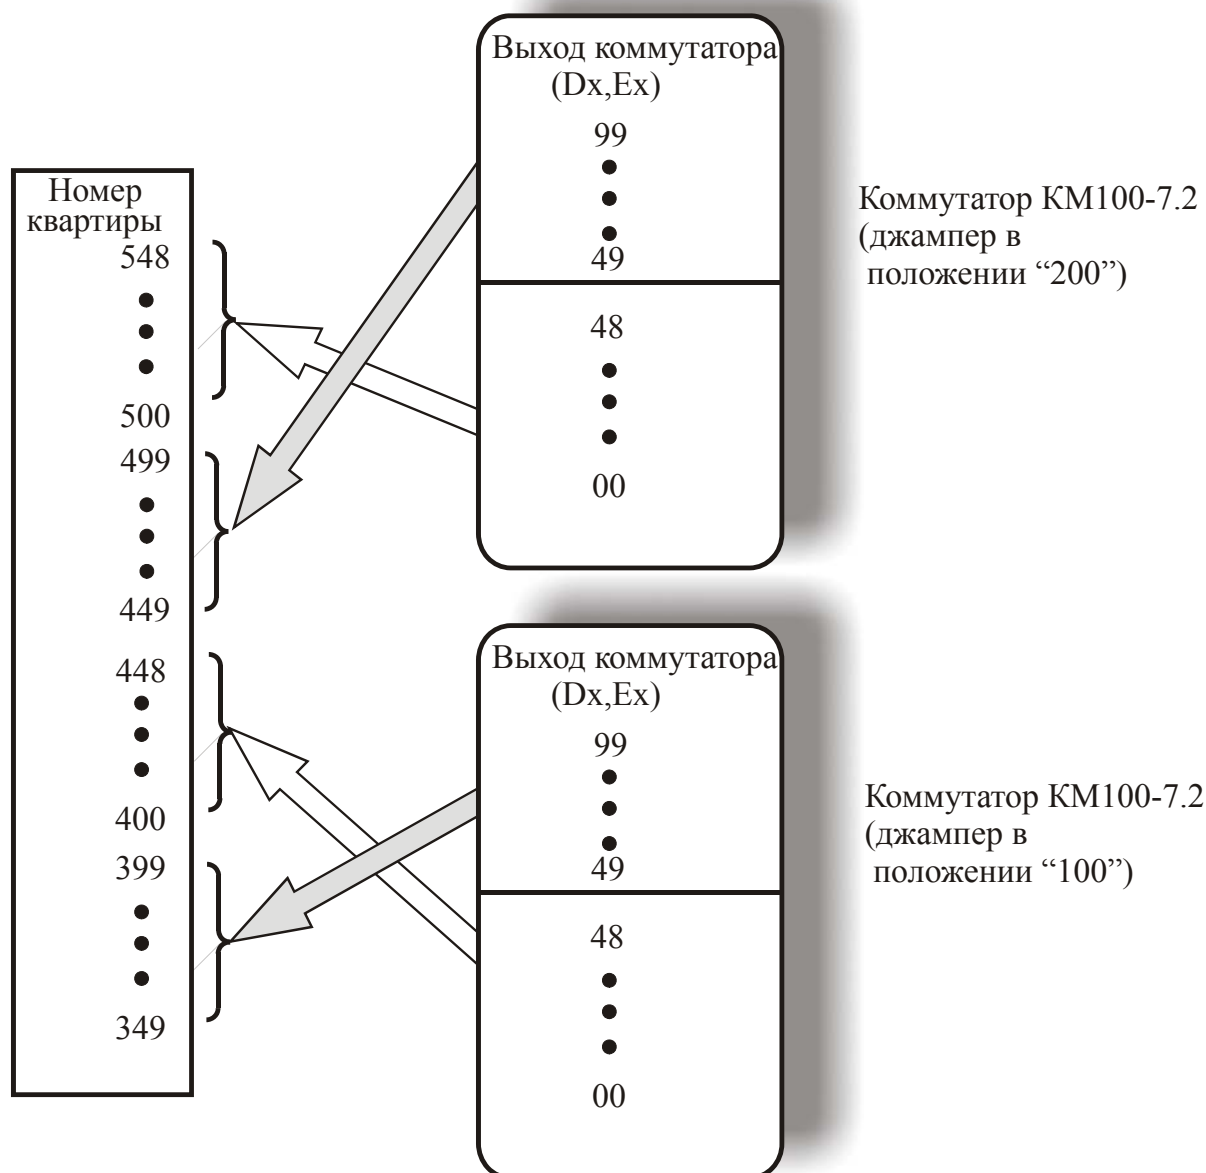 Номер
квартиры
548
500
499
449
448
400
399
349
Выход коммутатора
(Dx,Ex)
99
49
48
00
Коммутатор КМ100-7.2
(джампер в
положении “200”)
Выход коммутатора
(Dx,Ex)
99
49
48
00
Коммутатор КМ100-7.2
(джампер в
положении “100”)